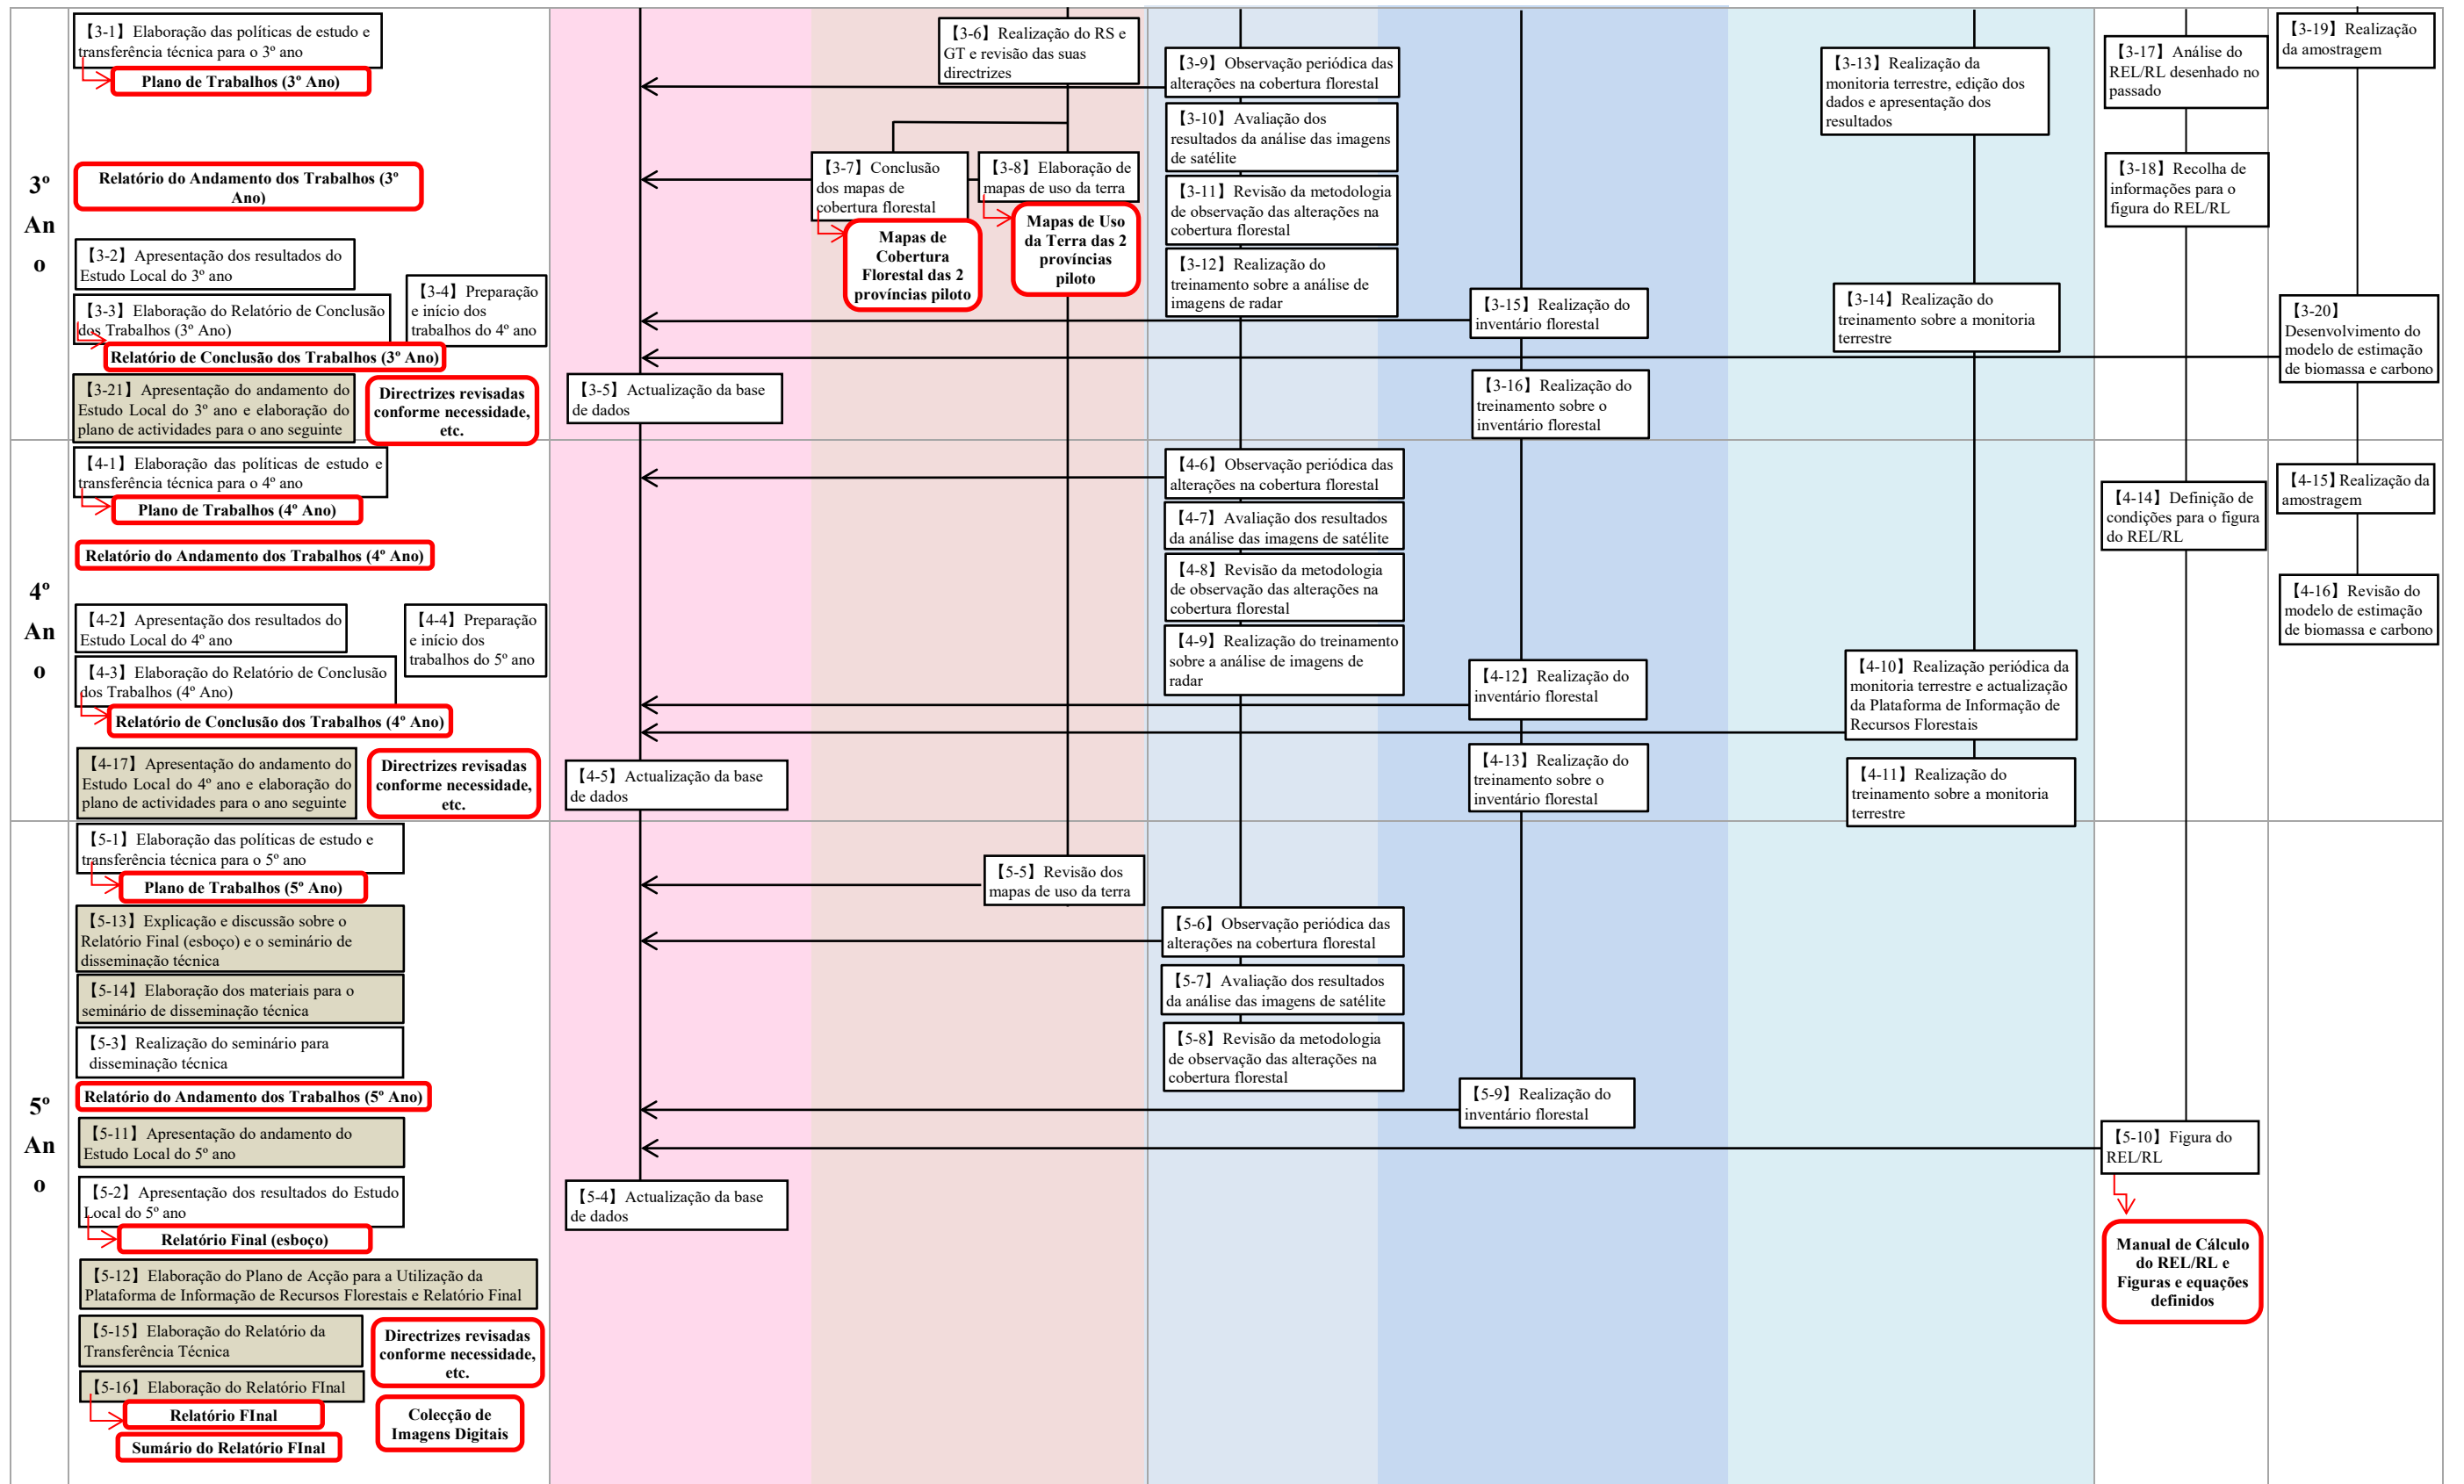 3º
An
o
【3-1】Elaboração das políticas de estudo e
transferência técnica para o 3º ano
Plano de Trabalhos (3º Ano)
Relatório do Andamento dos Trabalhos (3º
Ano)
【3-2】Apresentação dos resultados do
Estudo Local do 3º ano
【3-3】Elaboração do Relatório de Conclusão
dos Trabalhos (3º Ano)
Relatório de Conclusão dos Trabalhos (3º Ano)
【3-4】Preparação
e início dos
trabalhos do 4º ano
【3-21】Apresentação do andamento do
Estudo Local do 3º ano e elaboração do
plano de actividades para o ano seguinte
Directrizes revisadas
conforme necessidade,
etc.
【3-5】Actualização da base
de dados
【3-6】Realização do RS e
GT e revisão das suas
directrizes
【3-7】Conclusão
dos mapas de
cobertura florestal
Mapas de
Cobertura
Florestal das 2
províncias piloto
【3-8】Elaboração de
mapas de uso da terra
Mapas de Uso
da Terra das 2
províncias
piloto
【3-9】Observação periódica das
alterações na cobertura florestal
【3-10】Avaliação dos
resultados da análise das imagens
de satélite
【3-11】Revisão da metodologia
de observação das alterações na
cobertura florestal
【3-12】Realização do
treinamento sobre a análise de
imagens de radar
【3-15】Realização do
inventário florestal
【3-16】Realização do
treinamento sobre o
inventário florestal
【3-13】Realização da
monitoria terrestre, edição dos
dados e apresentação dos
resultados
【3-14】Realização do
treinamento sobre a monitoria
terrestre
【3-17】Análise do
REL/RL desenhado no
passado
【3-18】Recolha de
informações para o
figura do REL/RL
【3-19】Realização
da amostragem
【3-20】
Desenvolvimento do
modelo de estimação
de biomassa e carbono
4º
An
o
【4-1】Elaboração das políticas de estudo e
transferência técnica para o 4º ano
Plano de Trabalhos (4º Ano)
Relatório do Andamento dos Trabalhos (4º Ano)
【4-2】Apresentação dos resultados do
Estudo Local do 4º ano
【4-3】Elaboração do Relatório de Conclusão
dos Trabalhos (4º Ano)
Relatório de Conclusão dos Trabalhos (4º Ano)
【4-4】Preparação
e início dos
trabalhos do 5º ano
【4-17】Apresentação do andamento do
Estudo Local do 4º ano e elaboração do
plano de actividades para o ano seguinte
Directrizes revisadas
conforme necessidade,
etc.
【4-5】Actualização da base
de dados
【4-6】Observação periódica das
alterações na cobertura florestal
【4-7】Avaliação dos resultados
da análise das imagens de satélite
【4-8】Revisão da metodologia
de observação das alterações na
cobertura florestal
【4-9】Realização do treinamento
sobre a análise de imagens de
radar
【4-12】Realização do
inventário florestal
【4-13】Realização do
treinamento sobre o
inventário florestal
【4-10】Realização periódica da
monitoria terrestre e actualização
da Plataforma de Informação de
Recursos Florestais
【4-11】Realização do
treinamento sobre a monitoria
terrestre
【4-14】Definição de
condições para o figura
do REL/RL
【4-15】Realização da
amostragem
【4-16】Revisão do
modelo de estimação
de biomassa e carbono
5º
An
o
【5-1】Elaboração das políticas de estudo e
transferência técnica para o 5º ano
Plano de Trabalhos (5º Ano)
【5-13】Explicação e discussão sobre o
Relatório Final (esboço) e o seminário de
disseminação técnica
【5-14】Elaboração dos materiais para o
seminário de disseminação técnica
【5-3】Realização do seminário para
disseminação técnica
Relatório do Andamento dos Trabalhos (5º Ano)
【5-11】Apresentação do andamento do
Estudo Local do 5º ano
【5-2】Apresentação dos resultados do Estudo
Local do 5º ano
Relatório Final (esboço)
【5-12】Elaboração do Plano de Acção para a Utilização da
Plataforma de Informação de Recursos Florestais e Relatório Final
【5-15】Elaboração do Relatório da
Transferência Técnica
Directrizes revisadas
conforme necessidade,
etc.
【5-16】Elaboração do Relatório FInal
Relatório FInal
Sumário do Relatório FInal
Colecção de
Imagens Digitais
【5-4】Actualização da base
de dados
【5-5】Revisão dos
mapas de uso da terra
【5-6】Observação periódica das
alterações na cobertura florestal
【5-7】Avaliação dos resultados
da análise das imagens de satélite
【5-8】Revisão da metodologia
de observação das alterações na
cobertura florestal
【5-9】Realização do
inventário florestal
【5-10】Figura do
REL/RL
Manual de Cálculo
do REL/RL e
Figuras e equações
definidos